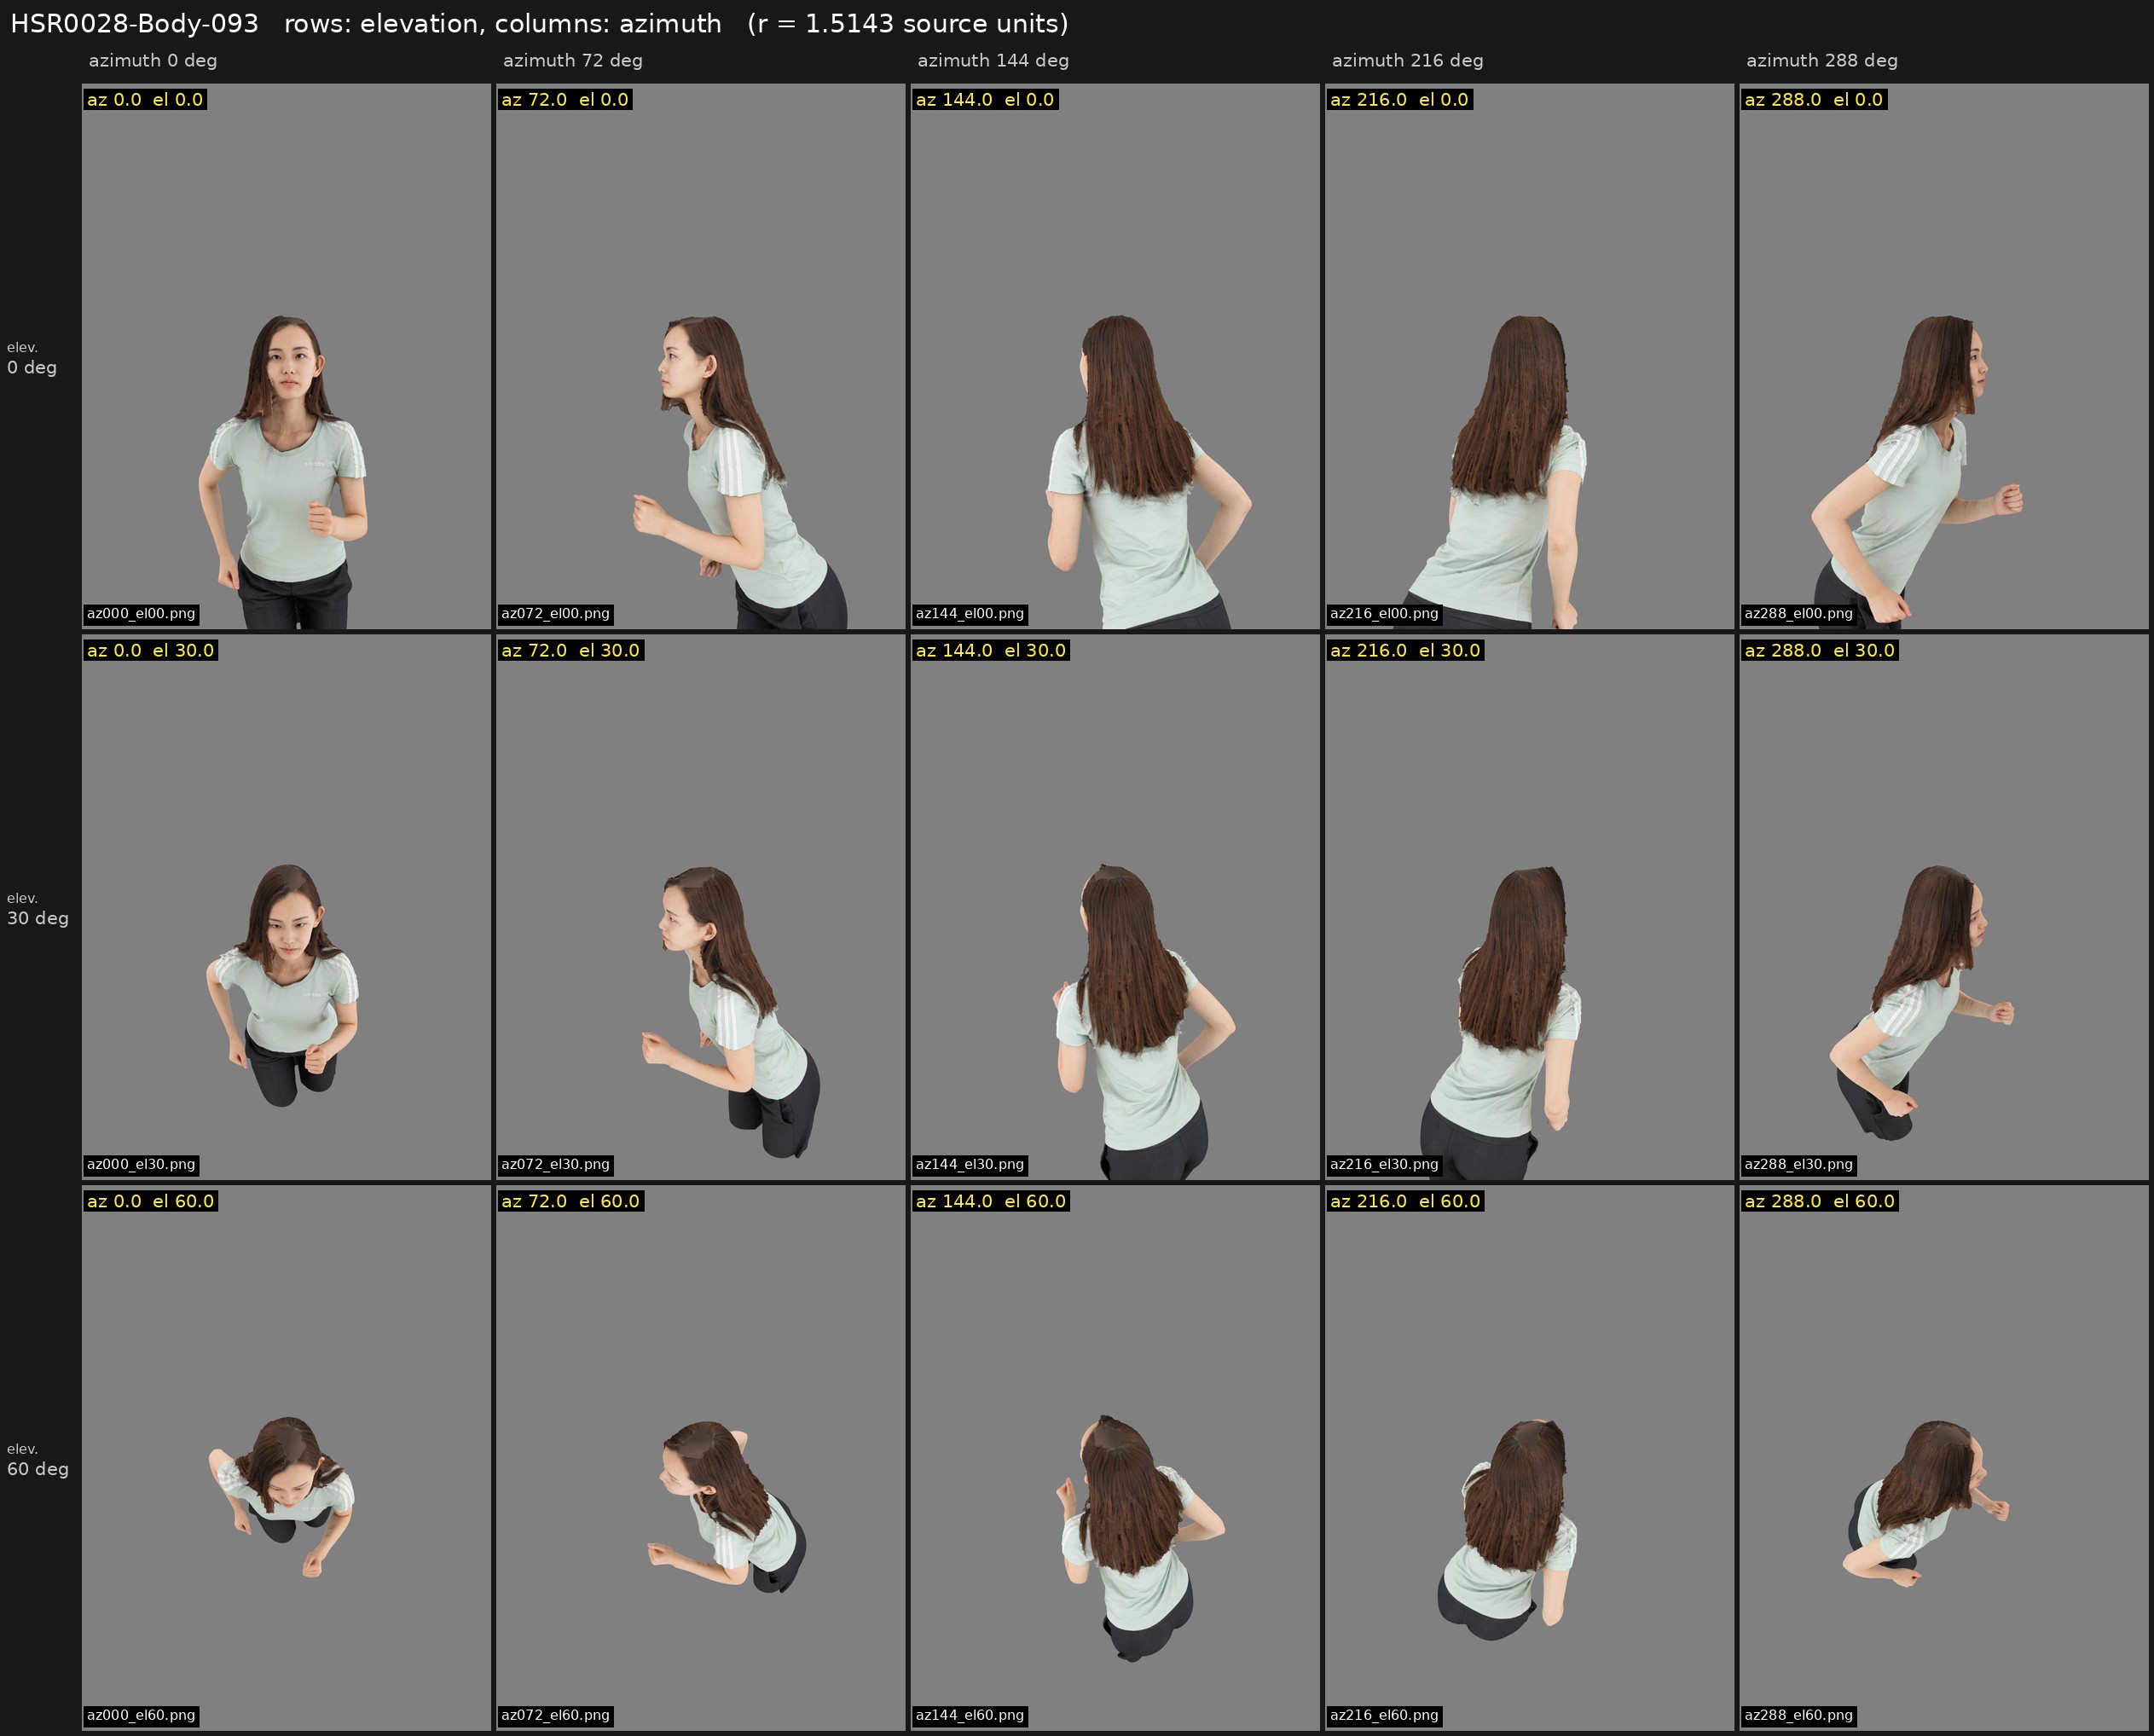 HSR0028-Body-093   rows: elevation, columns: azimuth   (r = 1.5143 source units)
azimuth 0 deg
azimuth 72 deg
azimuth 144 deg
azimuth 216 deg
azimuth 288 deg
elev.
0 deg
az 0.0  el 0.0
az000_el00.png
az 72.0  el 0.0
az072_el00.png
az 144.0  el 0.0
az144_el00.png
az 216.0  el 0.0
az216_el00.png
az 288.0  el 0.0
az288_el00.png
elev.
30 deg
az 0.0  el 30.0
az000_el30.png
az 72.0  el 30.0
az072_el30.png
az 144.0  el 30.0
az144_el30.png
az 216.0  el 30.0
az216_el30.png
az 288.0  el 30.0
az288_el30.png
elev.
60 deg
az 0.0  el 60.0
az000_el60.png
az 72.0  el 60.0
az072_el60.png
az 144.0  el 60.0
az144_el60.png
az 216.0  el 60.0
az216_el60.png
az 288.0  el 60.0
az288_el60.png